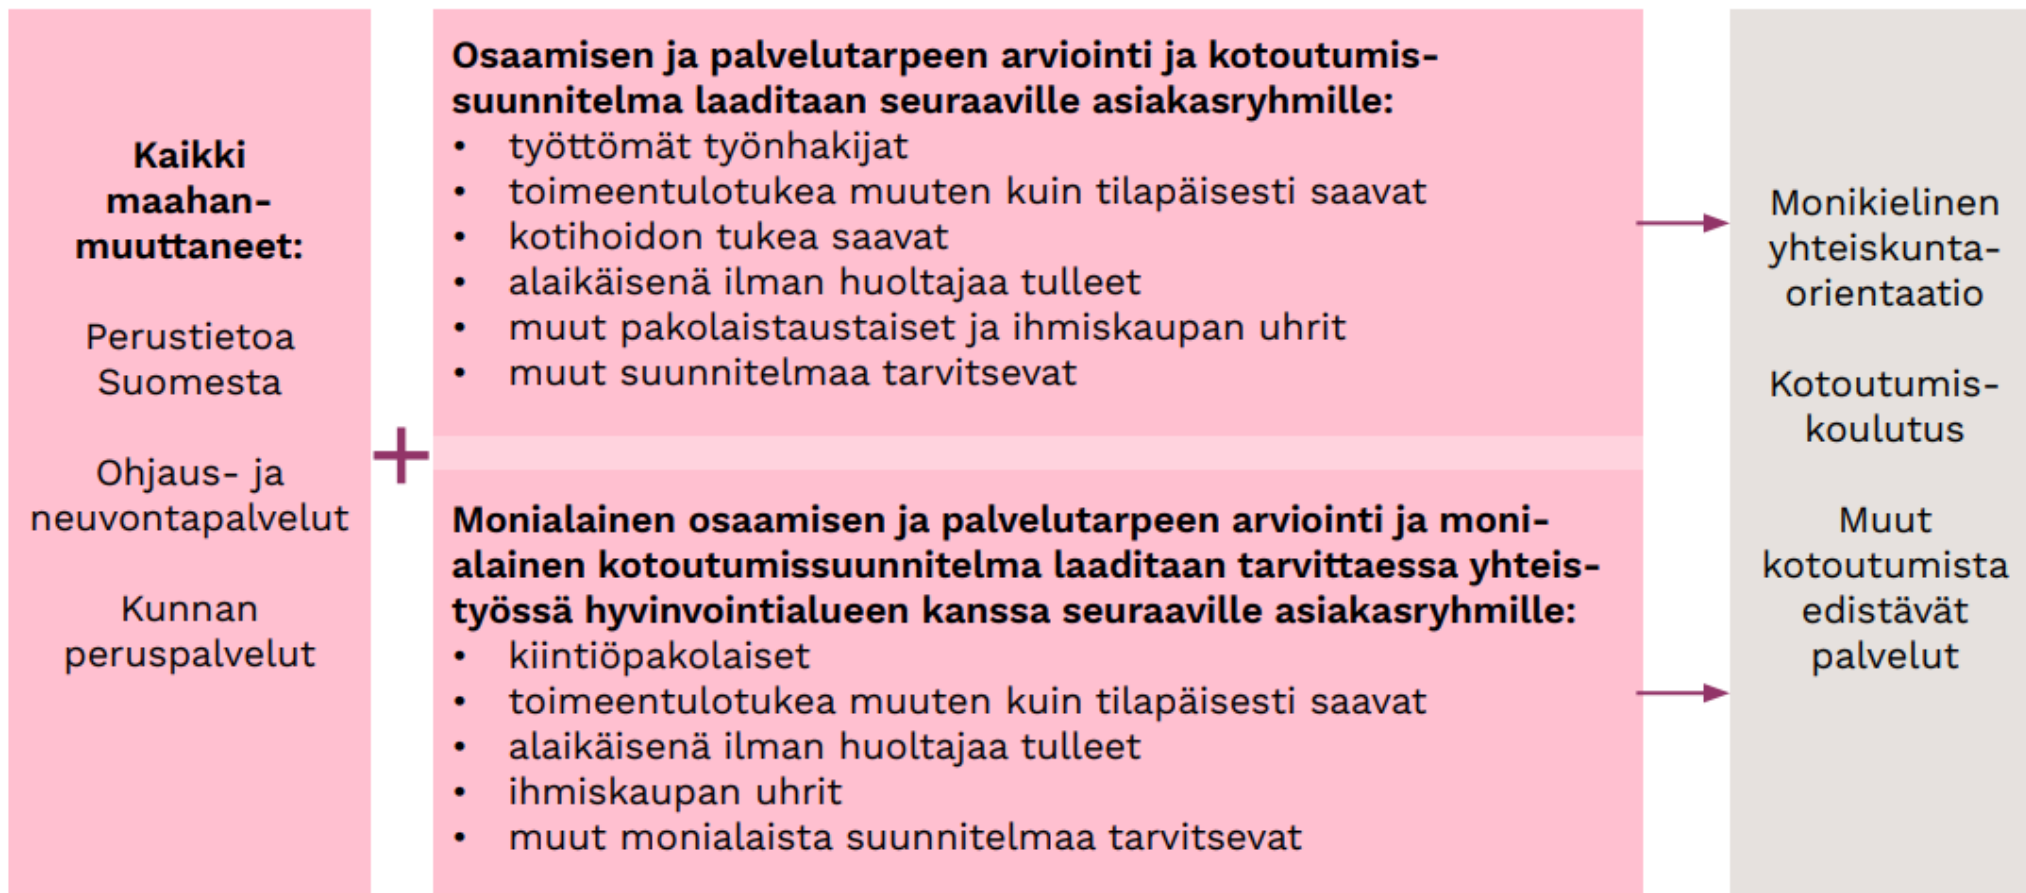 Kaikki
maahan-
muuttaneet:
Perustietoa
Suomesta
Ohjaus- ja
neuvontapalvelut
Kunnan
peruspalvelut
+
Osaamisen ja palvelutarpeen arviointi ja kotoutumis-
suunnitelma laaditaan seuraaville asiakasryhmille:
• työttömät työnhakijat
• toimeentulotukea muuten kuin tilapäisesti saavat
• kotihoidon tukea saavat
• alaikäisenä ilman huoltajaa tulleet
• muut pakolaistaustaiset ja ihmiskaupan uhrit
• muut suunnitelmaa tarvitsevat
Monialainen osaamisen ja palvelutarpeen arviointi ja moni-
alainen kotoutumissuunnitelma laaditaan tarvittaessa yhteis-
työssä hyvinvointialueen kanssa seuraaville asiakasryhmille:
• kiintiöpakolaiset
• toimeentulotukea muuten kuin tilapäisesti saavat
• alaikäisenä ilman huoltajaa tulleet
• ihmiskaupan uhrit
• muut monialaista suunnitelmaa tarvitsevat
Monikielinen
yhteiskunta-
orientaatio
Kotoutumis-
koulutus
Muut
kotoutumista
edistävät
palvelut